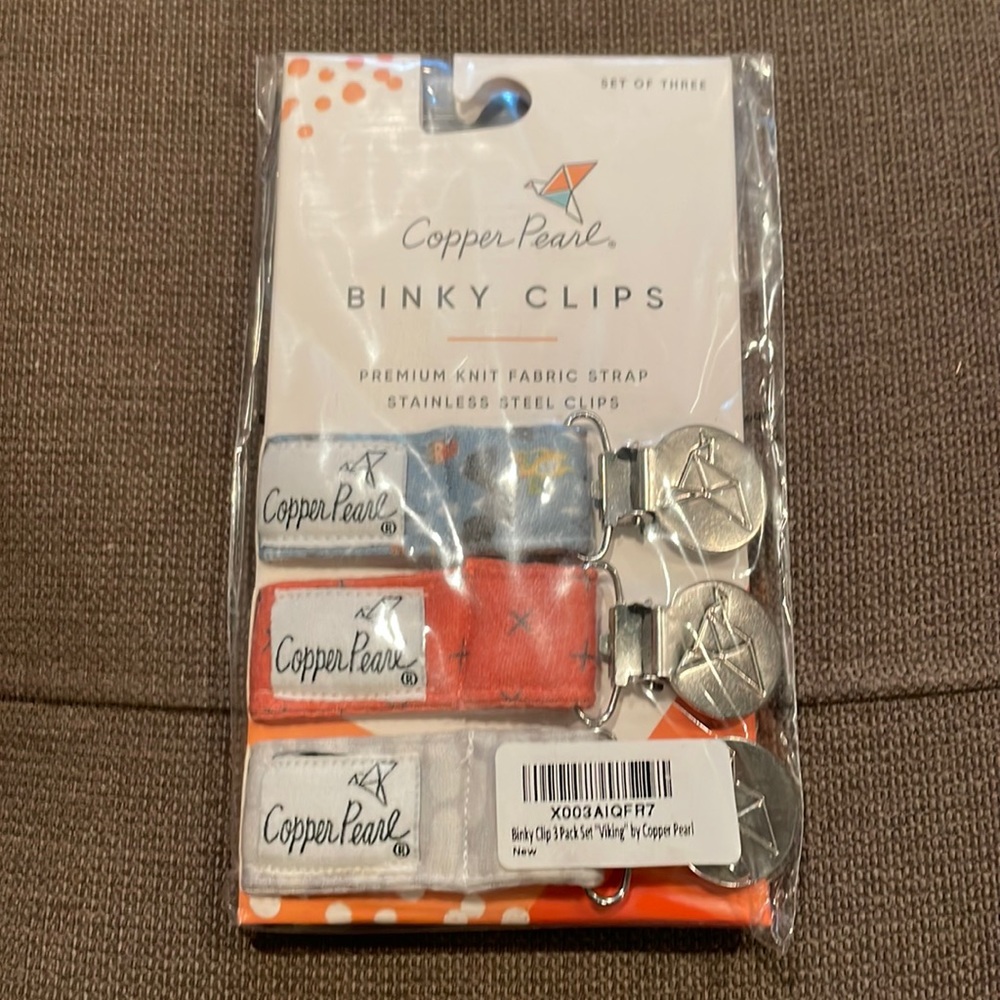 SET OF THREE
Copper Pearl®
BINKY CLIPS
PREMIUM KNIT FABRIC STRAP
STAINLESS STEEL CLIPS
Copper Pearl
®
Copper Pearl
®
Copper Pearl
®
X003AIQFR7
Binky Clip 3 Pack Set "Viking" by Copper Pearl
New